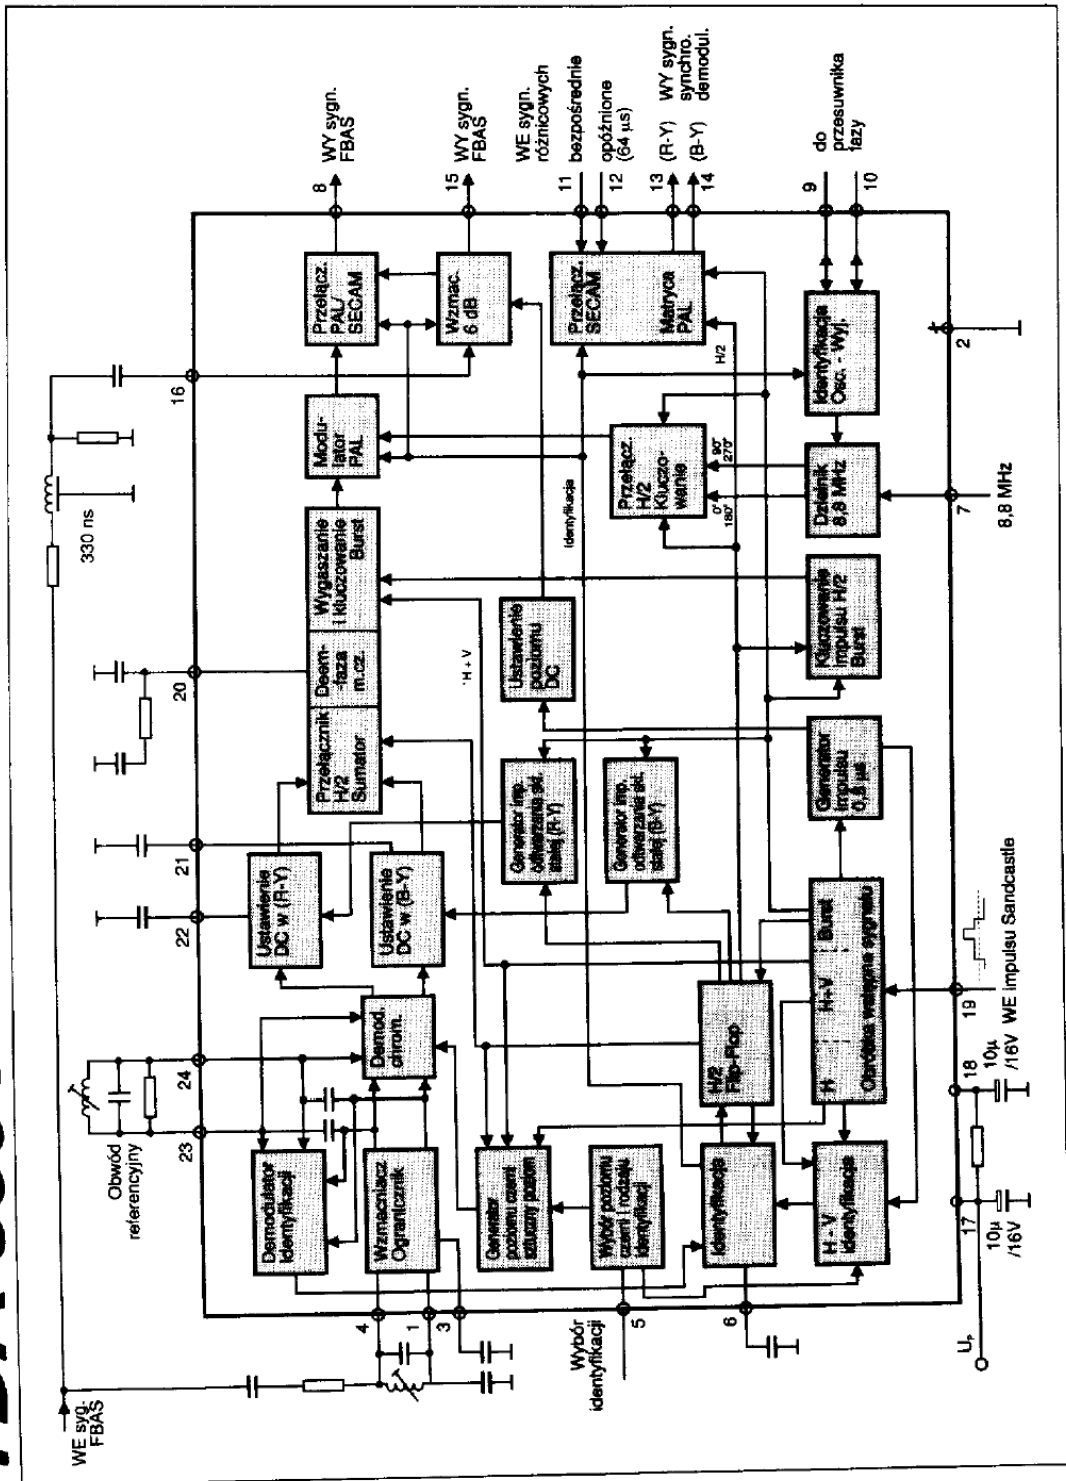 WE syg.
FBAS
330 ns
Obwód
referencyjny
23
24
22
21
20
16
4
1
3
Demodulator
Identyfikacji
Wzmacniacz
Ogranicznik
Demod.
chrom.
Ustawienie
DC w (R-Y)
Ustawienie
DC w (B-Y)
Przełącznik
H/2
Sumator
Deem-
-faza
m.cz.
Wygaszanie
i kluczowanie
Burst
Modu-
lator
PAL
Przełącz.
PAL/
SECAM
Wzmac.
6 dB
8
WY sygn.
FBAS
15
WY sygn.
FBAS
WE sygn.
różnicowych
11
bezpośrednie
12
opóźnione
(64 µs)
13
(R-Y)
14
(B-Y)
WY sygn.
synchro.
demodul.
9
10
do
przesuwnika
fazy
Generator
poziomu czerni
sztuczny poziom
Wybór poziomu
czerni i rodzaju
identyfikacji
Wybór
identyfikacji
5
Identyfikacja
6
H - V
identyfikacja
H/2
Flip-Flop
H
H+V
Burst
Obróbka wstępna sygnału
Generator imp.
odtwarzania skł.
stałej (R-Y)
Generator imp.
odtwarzania skł.
stałej (B-Y)
Ustawienie
poziomu
DC
H + V
Identyfikacja
Generator
impulsu
0,8 µs
Kluczowanie
impulsu H/2
Burst
Przełącz.
H/2
Kluczo-
wanie
0°
180°
90°
270°
Dzielnik
8,8 MHz
Identyfikacja
Osc. - Wyj.
Przełącz.
SECAM
Matryca
PAL
H/2
U
P
17
10µ
/16V
18
10µ
/16V
19
WE impulsu Sandcastle
7
8,8 MHz
2